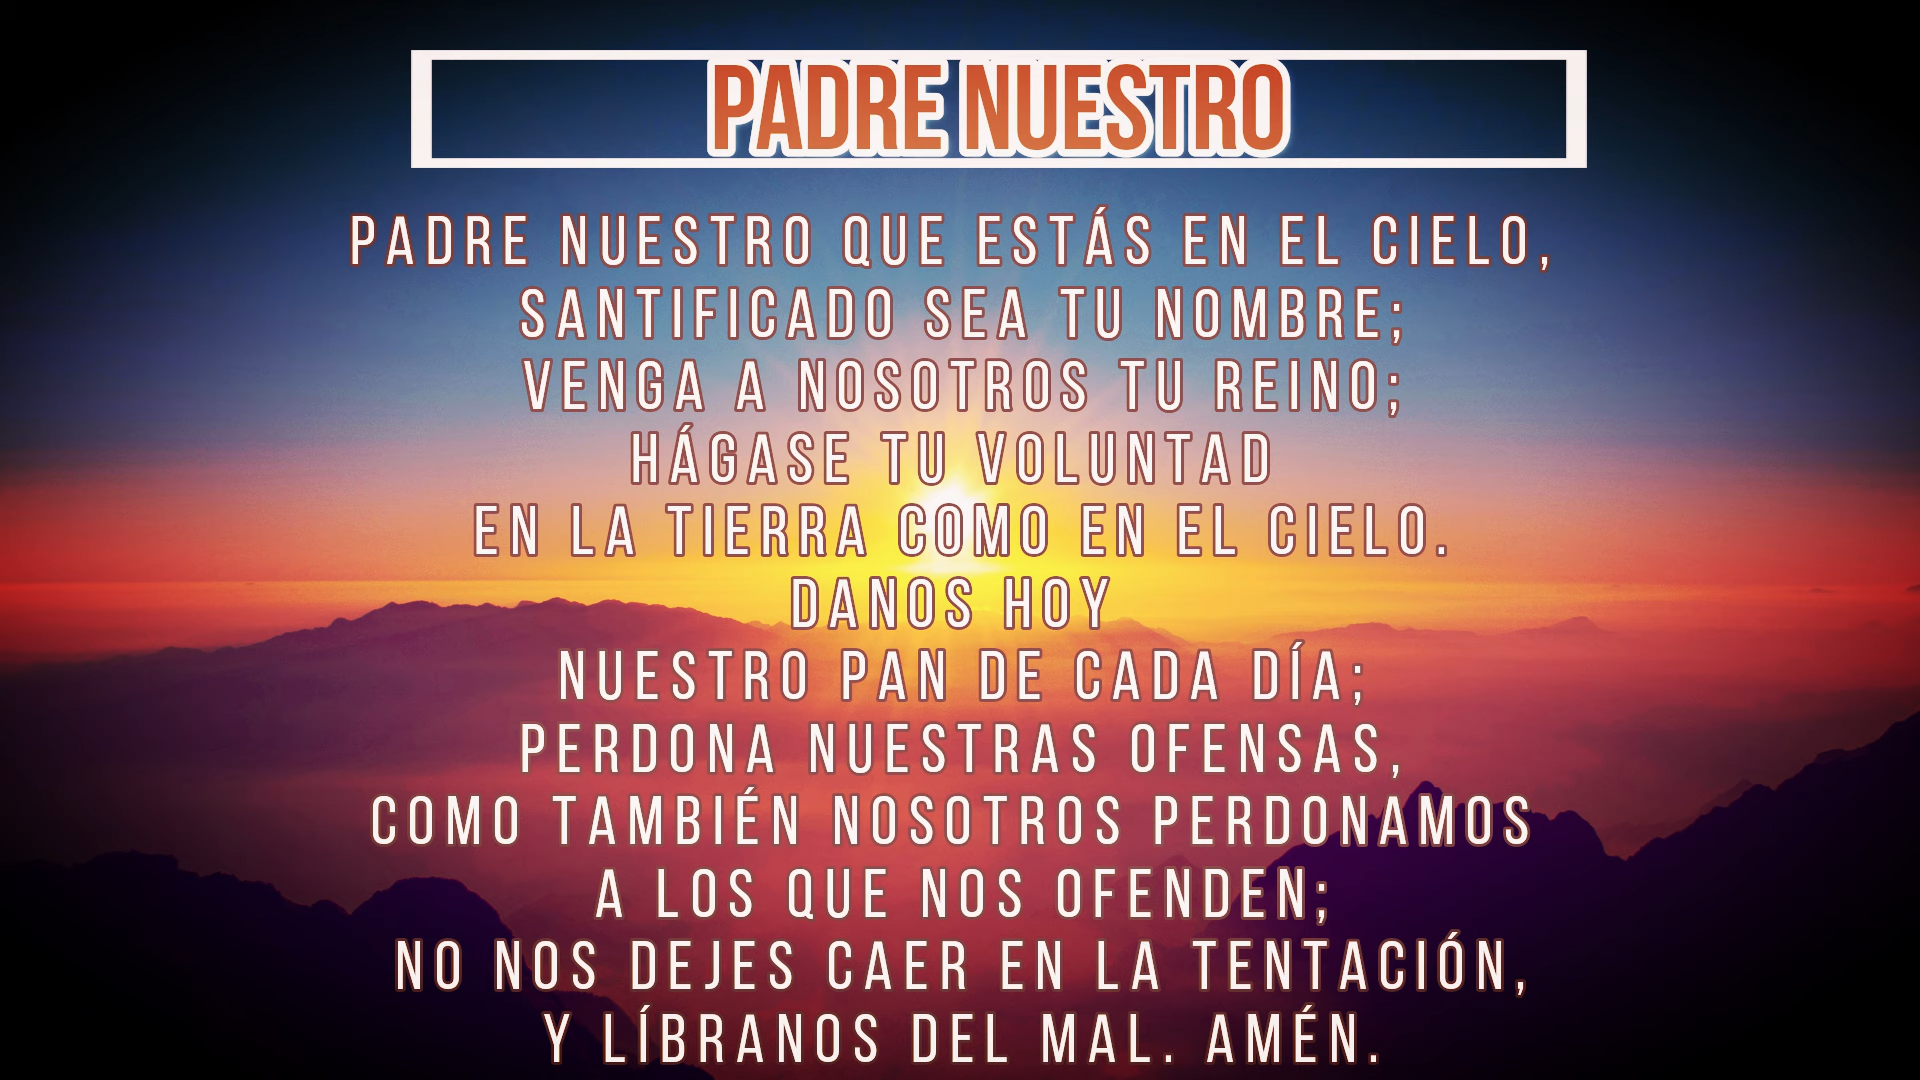 PADRE NUESTRO
PADRE NUESTRO QUE ESTÁS EN EL CIELO,
SANTIFICADO SEA TU NOMBRE;
VENGA A NOSOTROS TU REINO;
HÁGASE TU VOLUNTAD
EN LA TIERRA COMO EN EL CIELO.
DANOS HOY
NUESTRO PAN DE CADA DÍA;
PERDONA NUESTRAS OFENSAS,
COMO TAMBIÉN NOSOTROS PERDONAMOS
A LOS QUE NOS OFENDEN;
NO NOS DEJES CAER EN LA TENTACIÓN,
Y LÍBRANOS DEL MAL. AMÉN.